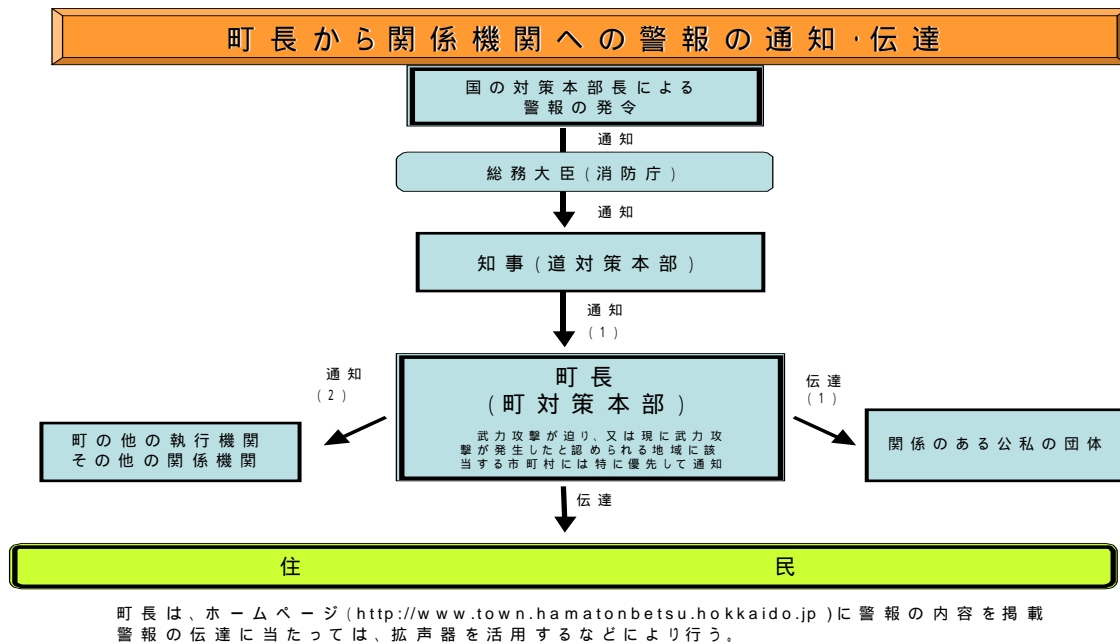 町長から関係機関への警報の通知・伝達
国の対策本部長による
警報の発令
通知
総務大臣(消防庁)
通知
知事(道対策本部)
通知
(1)
町長
(町対策本部)
武力攻撃が迫り、又は現に武力攻
撃が発生したと認められる地域に該
当する市町村には特に優先して通知
通知
(2)
町の他の執行機関
その他の関係機関
伝達
(1)
関係のある公私の団体
伝達
住民
町長は、ホームページ(http://www.town.hamatonbetsu.hokkaido.jp)に警報の内容を掲載
警報の伝達に当たっては、拡声器を活用するなどにより行う。